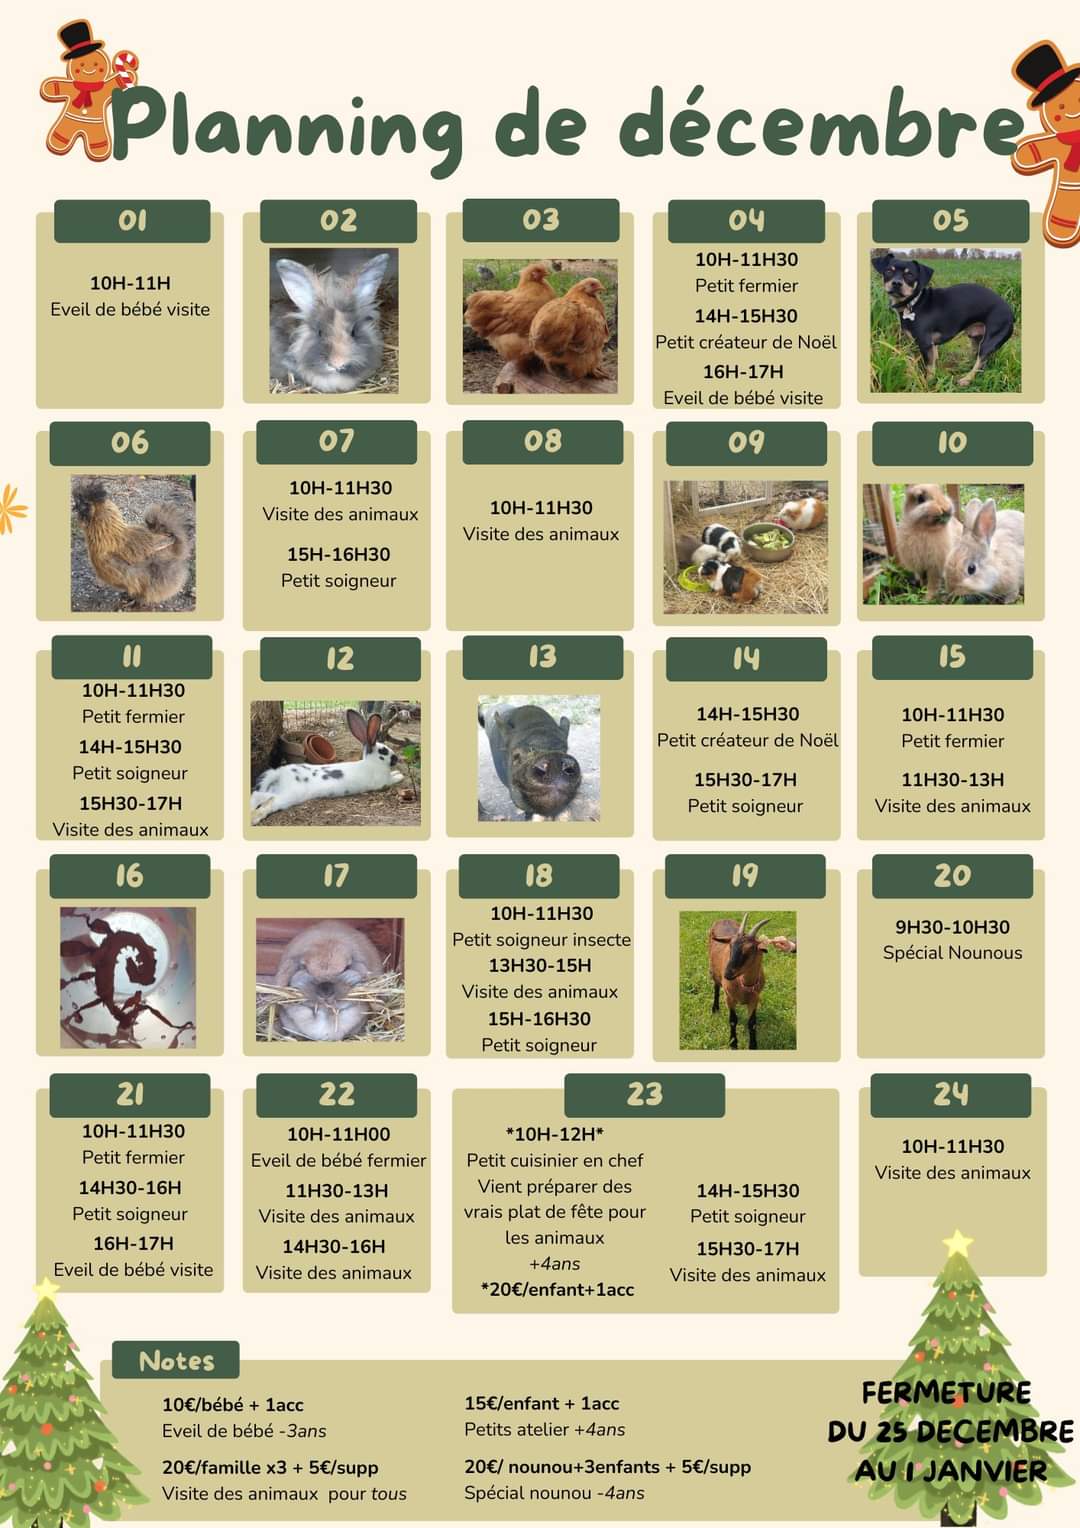 Planning de décembre
01
10H-11H
Eveil de bébé visite
02
03
04
10H-11H30
Petit fermier
14H-15H30
Petit créateur de Noël
16H-17H
Eveil de bébé visite
05
06
07
10H-11H30
Visite des animaux
15H-16H30
Petit soigneur
08
10H-11H30
Visite des animaux
09
10
11
10H-11H30
Petit fermier
14H-15H30
Petit soigneur
15H30-17H
Visite des animaux
12
13
14
14H-15H30
Petit créateur de Noël
15H30-17H
Petit soigneur
15
10H-11H30
Petit fermier
11H30-13H
Visite des animaux
16
17
18
10H-11H30
Petit soigneur insecte
13H30-15H
Visite des animaux
15H-16H30
Petit soigneur
19
20
9H30-10H30
Spécial Nounous
21
10H-11H30
Petit fermier
14H30-16H
Petit soigneur
16H-17H
Eveil de bébé visite
22
10H-11H00
Eveil de bébé fermier
11H30-13H
Visite des animaux
14H30-16H
Visite des animaux
23
*10H-12H*
Petit cuisinier en chef
Vient préparer des
vrais plat de fête pour
les animaux
+4ans
*20€/enfant+1acc
14H-15H30
Petit soigneur
15H30-17H
Visite des animaux
24
10H-11H30
Visite des animaux
Notes
10€/bébé + 1acc
Eveil de bébé -3ans
20€/famille x3 + 5€/supp
Visite des animaux pour tous
15€/enfant + 1acc
Petits atelier +4ans
20€/ nounou+3enfants + 5€/supp
Spécial nounou -4ans
FERMETURE
DU 25 DECEMBRE
AU 1 JANVIER